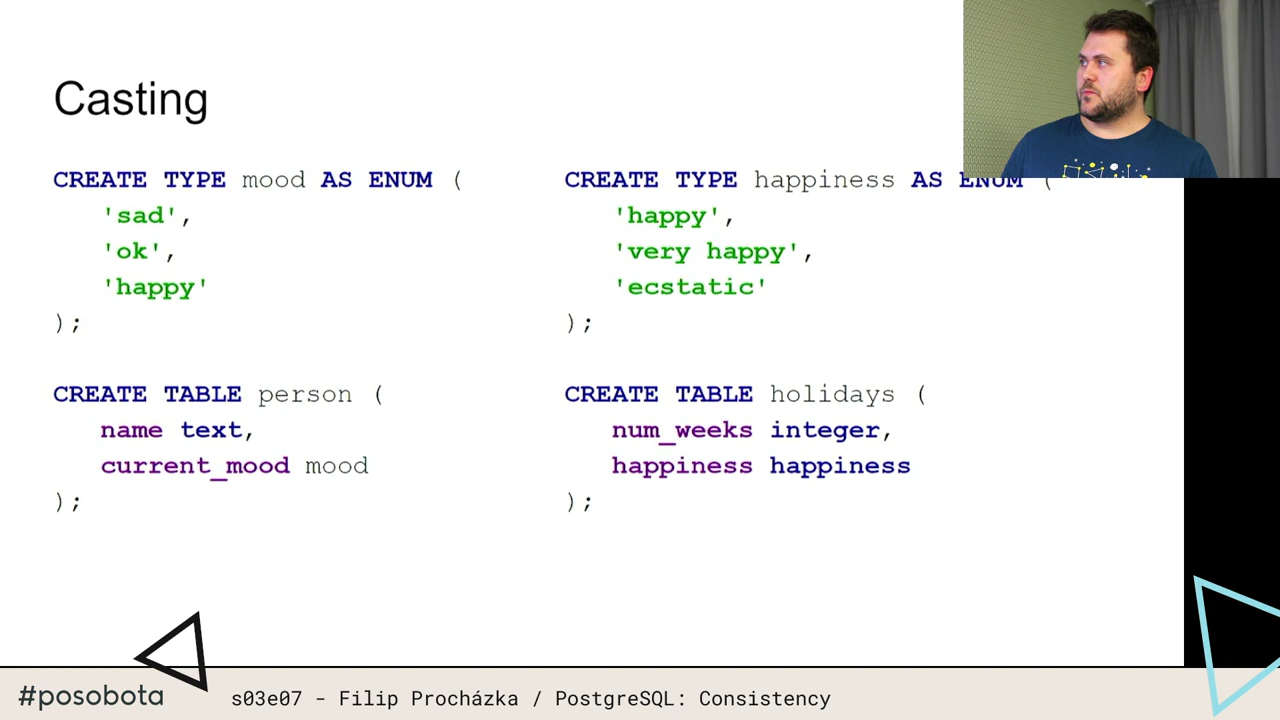 Casting
CREATE TYPE mood AS ENUM (
'sad',
'ok',
'happy'
);
CREATE TABLE person (
name text,
current_mood mood
);
CREATE TYPE happiness AS ENUM (
'happy',
'very happy',
'ecstatic'
);
CREATE TABLE holidays (
num_weeks integer,
happiness happiness
);
#posobota
s03e07 - Filip Procházka / PostgreSQL: Consistency